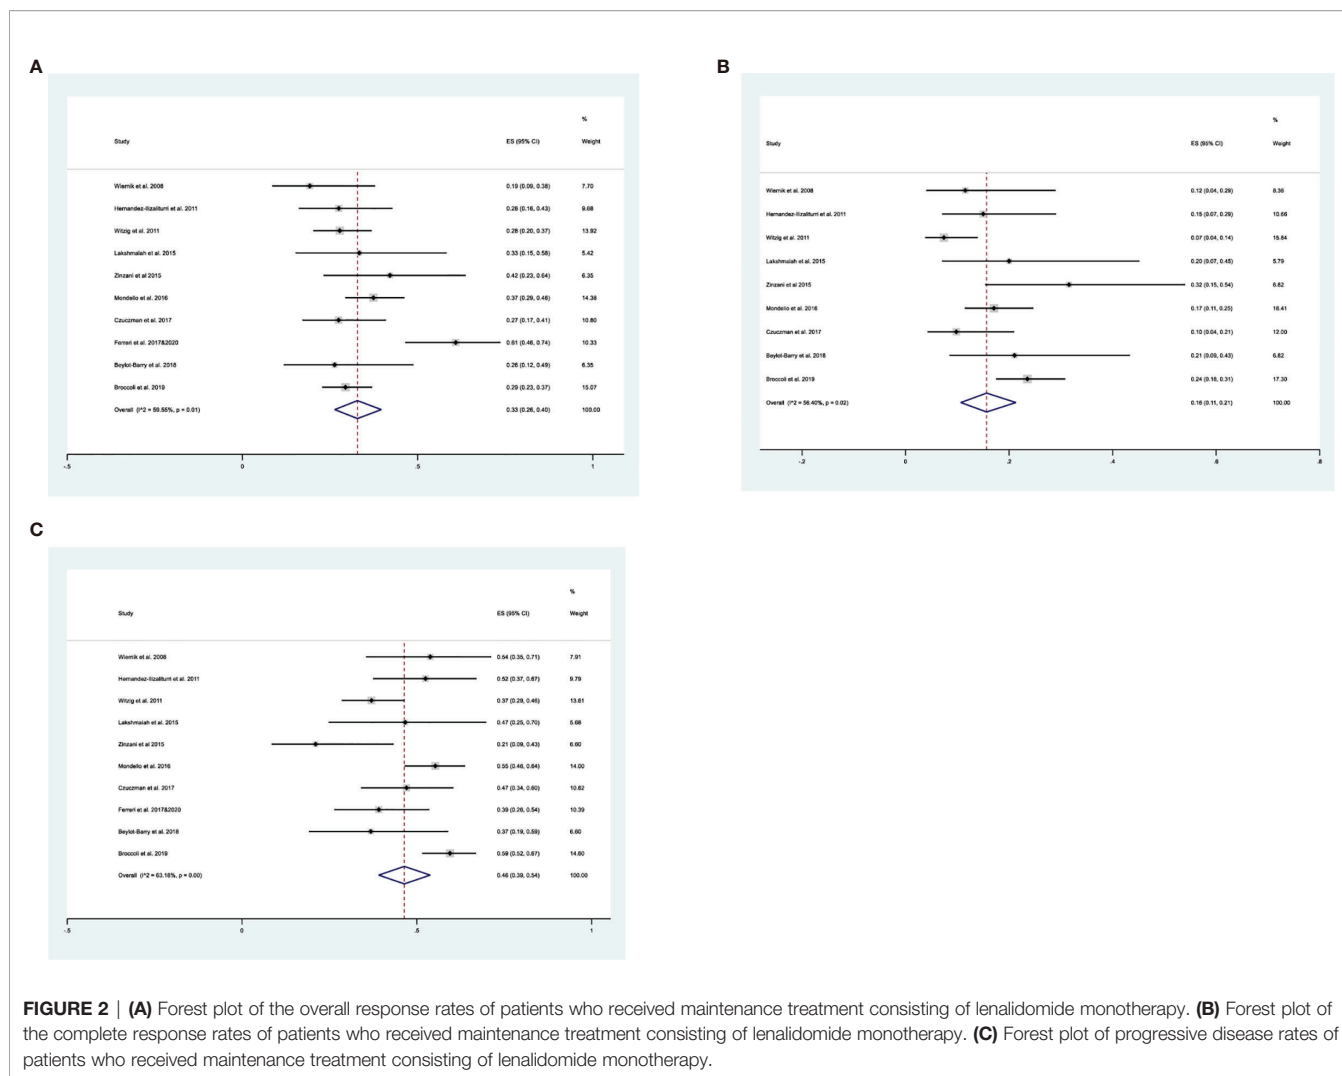 A
%
Study ES (95% CI) Weight
Wiernik et al. 2008 0.19 (0.09, 0.38) 7.70
Hernandez-Ilizaliturri et al. 2011 0.28 (0.16, 0.43) 9.68
Witzig et al. 2011 0.28 (0.20, 0.37) 13.92
Lakshmaiah et al. 2015 0.33 (0.15, 0.58) 5.42
Zinzani et al 2015 0.42 (0.23, 0.64) 6.35
Mondello et al. 2016 0.37 (0.29, 0.46) 14.38
Czuczman et al. 2017 0.27 (0.17, 0.41) 10.80
Ferreri et al. 2017&2020 0.61 (0.46, 0.74) 10.33
Beylot-Barry et al. 2018 0.26 (0.12, 0.49) 6.35
Broccoli et al. 2019 0.29 (0.23, 0.37) 15.07
Overall (I^2 = 59.55%, p = 0.01) 0.33 (0.26, 0.40) 100.00
-.5 0 .5 1
B
%
Study ES (95% CI) Weight
Wiernik et al. 2008 0.12 (0.04, 0.29) 8.36
Hernandez-Ilizaliturri et al. 2011 0.15 (0.07, 0.29) 10.66
Witzig et al. 2011 0.07 (0.04, 0.14) 15.84
Lakshmaiah et al. 2015 0.20 (0.07, 0.45) 5.79
Zinzani et al 2015 0.32 (0.15, 0.54) 6.82
Mondello et al. 2016 0.17 (0.11, 0.25) 16.41
Czuczman et al. 2017 0.10 (0.04, 0.21) 12.00
Beylot-Barry et al. 2018 0.21 (0.09, 0.43) 6.82
Broccoli et al. 2019 0.24 (0.18, 0.31) 17.30
Overall (I^2 = 56.40%, p = 0.02) 0.16 (0.11, 0.21) 100.00
-.2 0 .2 .4 .6 .8
C
%
Study ES (95% CI) Weight
Wiernik et al. 2008 0.54 (0.35, 0.71) 7.91
Hernandez-Ilizaliturri et al. 2011 0.52 (0.37, 0.67) 9.79
Witzig et al. 2011 0.37 (0.29, 0.46) 13.61
Lakshmaiah et al. 2015 0.47 (0.25, 0.70) 5.68
Zinzani et al 2015 0.21 (0.09, 0.43) 6.60
Mondello et al. 2016 0.55 (0.46, 0.64) 14.00
Czuczman et al. 2017 0.47 (0.34, 0.60) 10.82
Ferreri et al. 2017&2020 0.39 (0.26, 0.54) 10.39
Beylot-Barry et al. 2018 0.37 (0.19, 0.59) 6.60
Broccoli et al. 2019 0.59 (0.52, 0.67) 14.60
Overall (I^2 = 63.18%, p = 0.00) 0.46 (0.39, 0.54) 100.00
-.5 0 .5 1
FIGURE 2 | (A) Forest plot of the overall response rates of patients who received maintenance treatment consisting of lenalidomide monotherapy. (B) Forest plot of
the complete response rates of patients who received maintenance treatment consisting of lenalidomide monotherapy. (C) Forest plot of progressive disease rates of
patients who received maintenance treatment consisting of lenalidomide monotherapy.